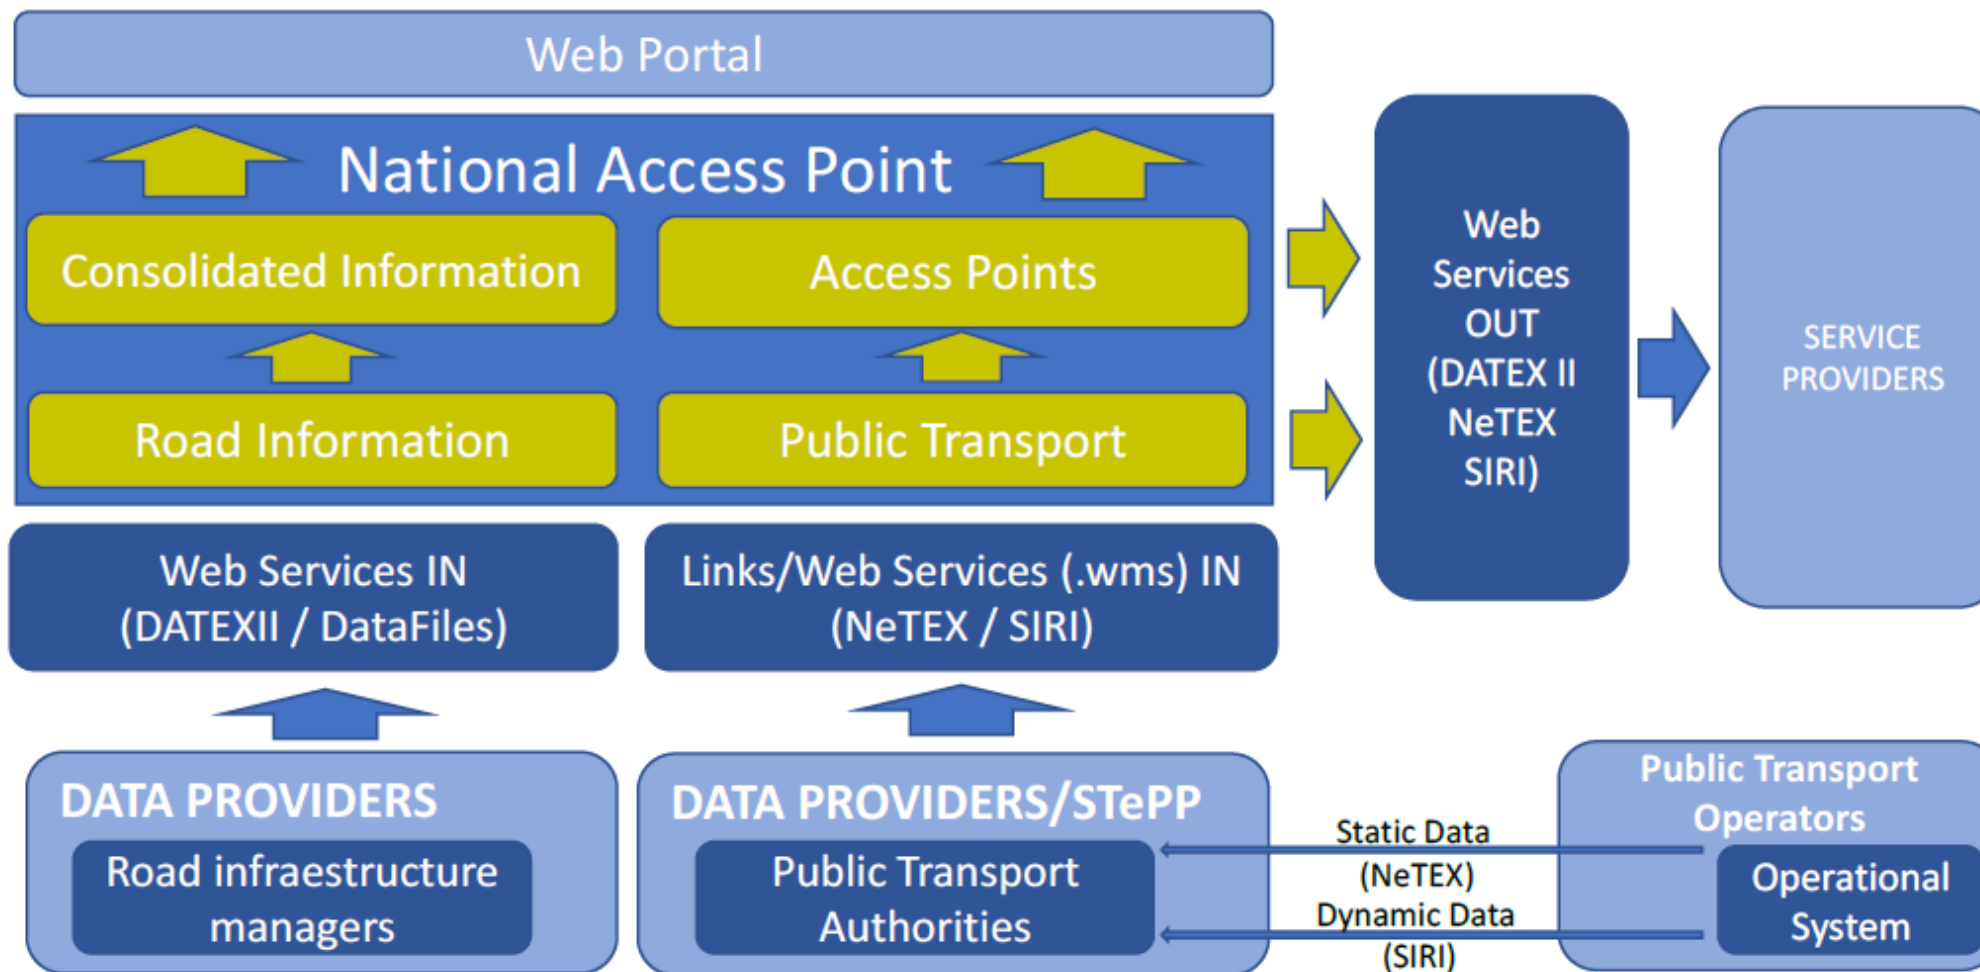 Web Portal
National Access Point
Consolidated Information
Access Points
Road Information
Public Transport
Web
Services
OUT
(DATEX II
NeTEX
SIRI)
SERVICE
PROVIDERS
Web Services IN
(DATEXII / DataFiles)
Links/Web Services (.wms) IN
(NeTEX / SIRI)
DATA PROVIDERS
Road infraestructure
managers
DATA PROVIDERS/STePP
Public Transport
Authorities
Static Data
(NeTEX)
Dynamic Data
(SIRI)
Public Transport
Operators
Operational
System